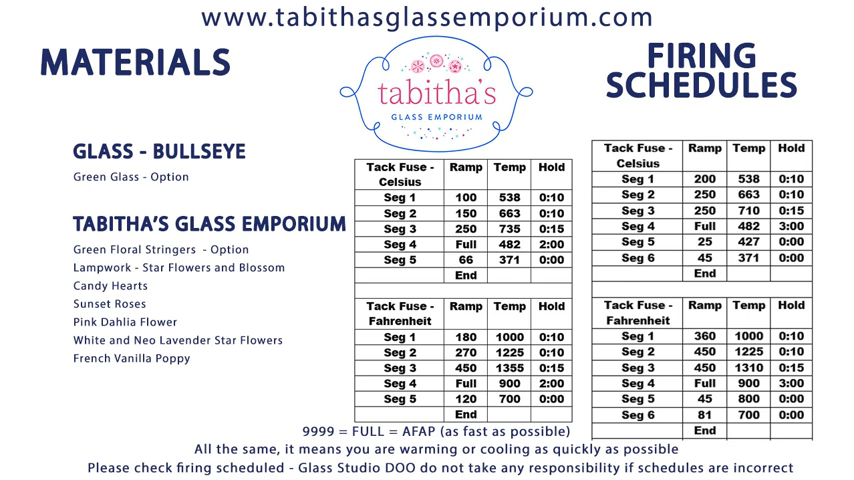 www.tabithasglassemporium.com
MATERIALS
tabitha's
GLASS EMPORIUM
FIRING
SCHEDULES
GLASS - BULLSEYE
Green Glass - Option
TABITHA'S GLASS EMPORIUM
Green Floral Stringers - Option
Lampwork - Star Flowers and Blossom
Candy Hearts
Sunset Roses
Pink Dahlia Flower
White and Neo Lavender Star Flowers
French Vanilla Poppy
Tack Fuse - Celsius Ramp Temp Hold
Seg 1 100 538 0:10
Seg 2 150 663 0:10
Seg 3 250 735 0:15
Seg 4 Full 482 2:00
Seg 5 66 371 0:00
End
Tack Fuse - Fahrenheit Ramp Temp Hold
Seg 1 180 1000 0:10
Seg 2 270 1225 0:10
Seg 3 450 1355 0:15
Seg 4 Full 900 2:00
Seg 5 120 700 0:00
End
Tack Fuse - Celsius Ramp Temp Hold
Seg 1 200 538 0:10
Seg 2 250 663 0:10
Seg 3 250 710 0:15
Seg 4 Full 482 3:00
Seg 5 25 427 0:00
Seg 6 45 371 0:00
End
Tack Fuse - Fahrenheit Ramp Temp Hold
Seg 1 360 1000 0:10
Seg 2 450 1225 0:10
Seg 3 450 1310 0:15
Seg 4 Full 900 3:00
Seg 5 45 800 0:00
Seg 6 81 700 0:00
End
9999 = FULL = AFAP (as fast as possible)
All the same, it means you are warming or cooling as quickly as possible
Please check firing scheduled - Glass Studio DOO do not take any responsibility if schedules are incorrect